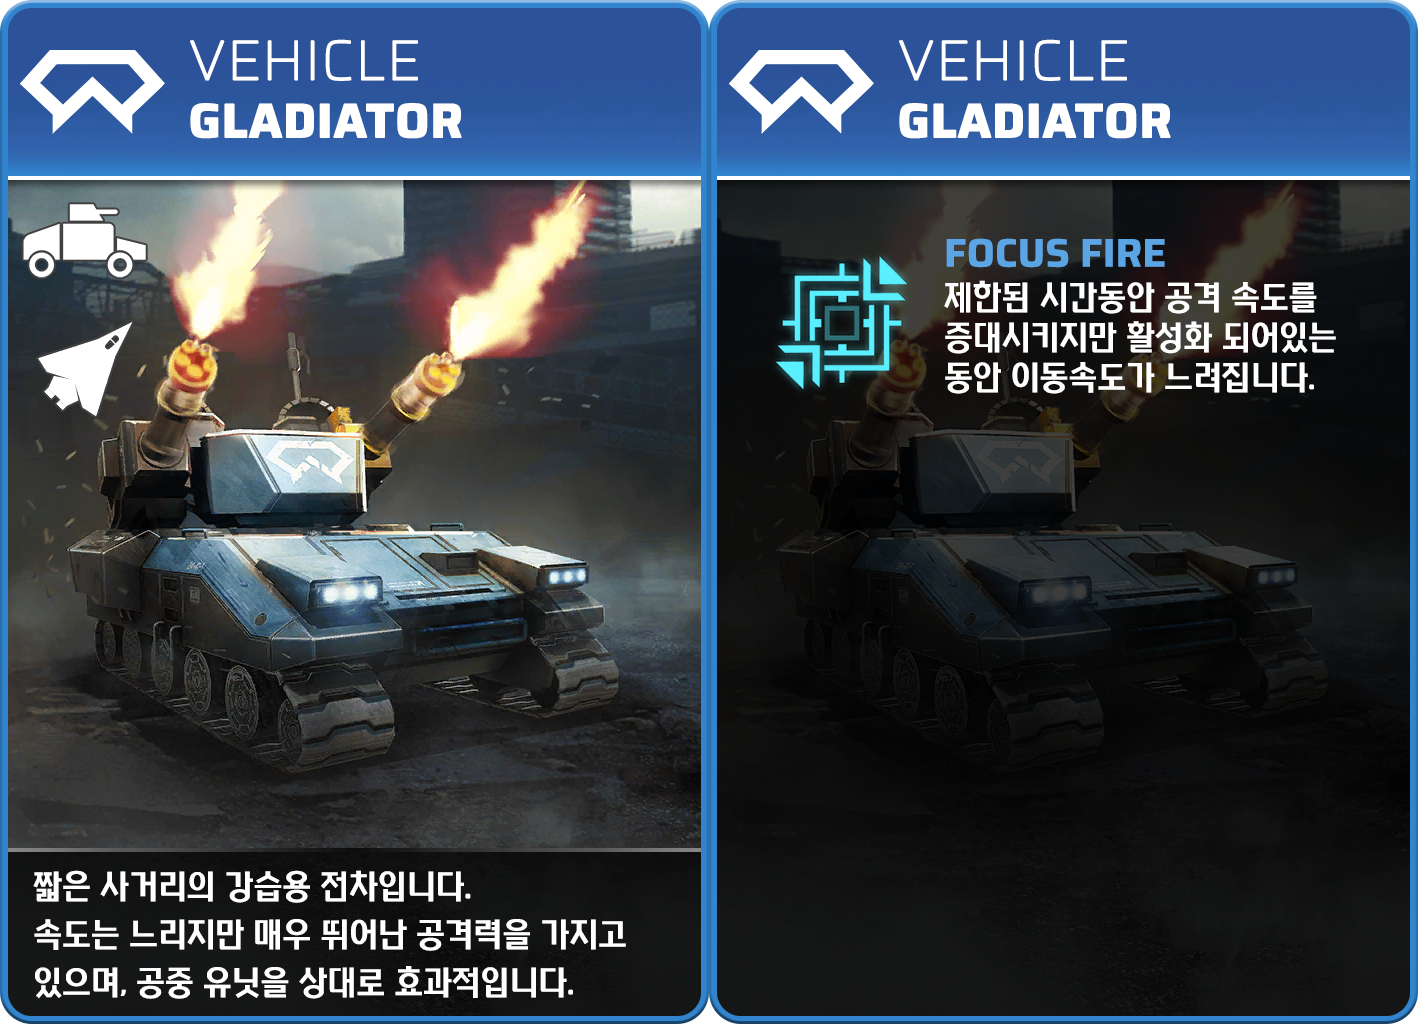 VEHICLE
GLADIATOR
짧은 사거리의 강습용 전차입니다.
속도는 느리지만 매우 뛰어난 공격력을 가지고
있으며, 공중 유닛을 상대로 효과적입니다.
VEHICLE
GLADIATOR
FOCUS FIRE
제한된 시간동안 공격 속도를
증대시키지만 활성화 되어있는
동안 이동속도가 느려집니다.